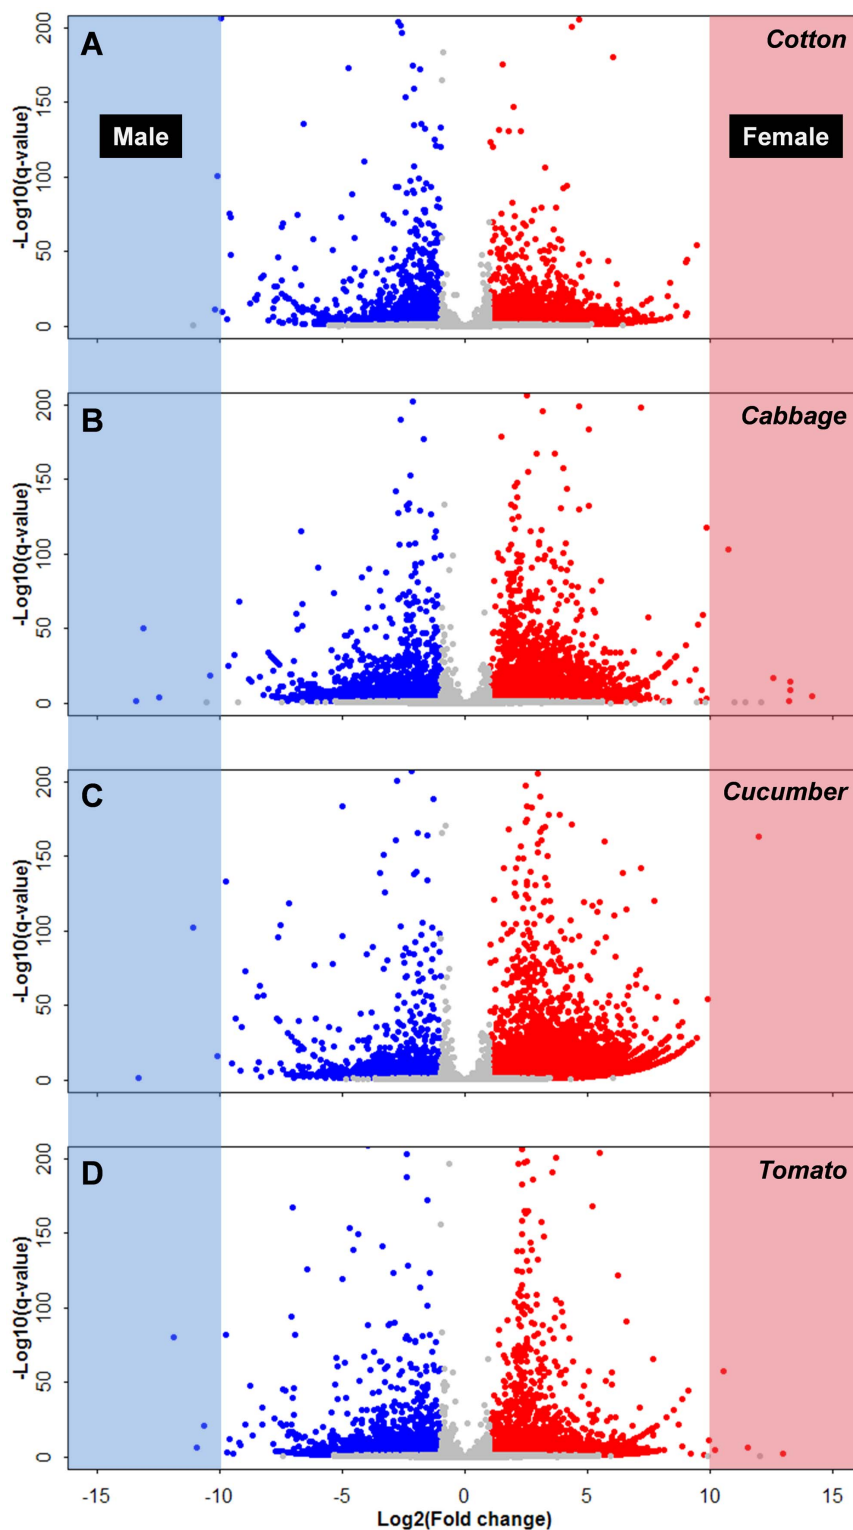 A
Cotton
Male
Female
-Log10(q-value)
200
150
100
50
0
B
Cabbage
-Log10(q-value)
200
150
100
50
0
C
Cucumber
-Log10(q-value)
200
150
100
50
0
D
Tomato
-Log10(q-value)
200
150
100
50
0
-15 -10 -5 0 5 10 15
Log2(Fold change)